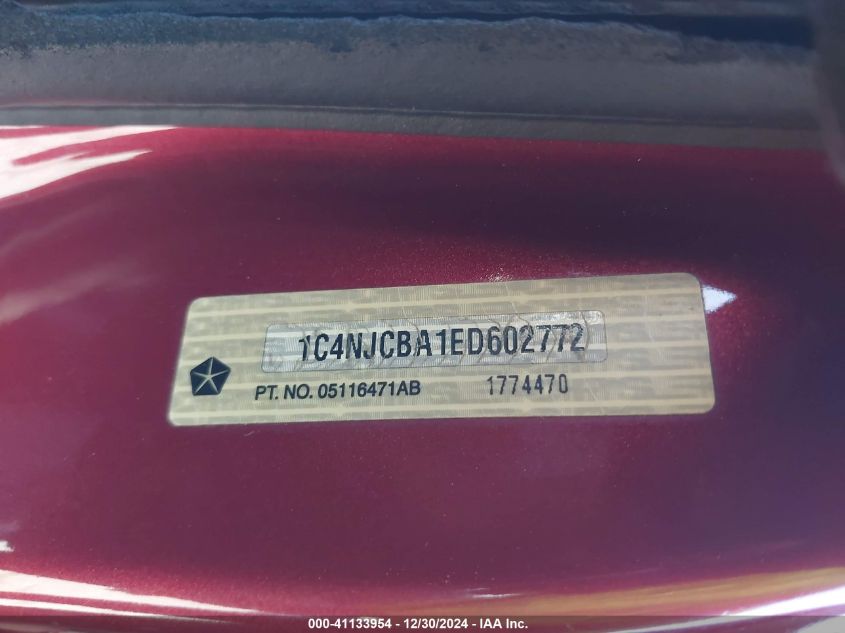 1C4NJCBA1ED602772
PT. NO. 05116471AB 1774470
000-41133954 - 12/30/2024 - IAA Inc.